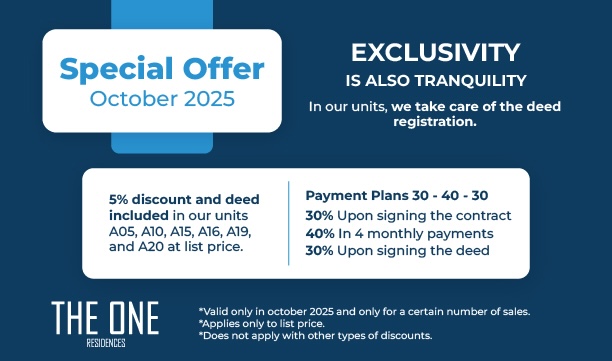 Special Offer
October 2025
EXCLUSIVITY
IS ALSO TRANQUILITY
In our units, we take care of the deed
registration.
5% discount and deed
included in our units
A05, A10, A15, A16, A19,
and A20 at list price.
Payment Plans 30 - 40 - 30
30% Upon signing the contract
40% In 4 monthly payments
30% Upon signing the deed
THE ONE
RESIDENCES
*Valid only in october 2025 and only for a certain number of sales.
*Applies only to list price.
*Does not apply with other types of discounts.